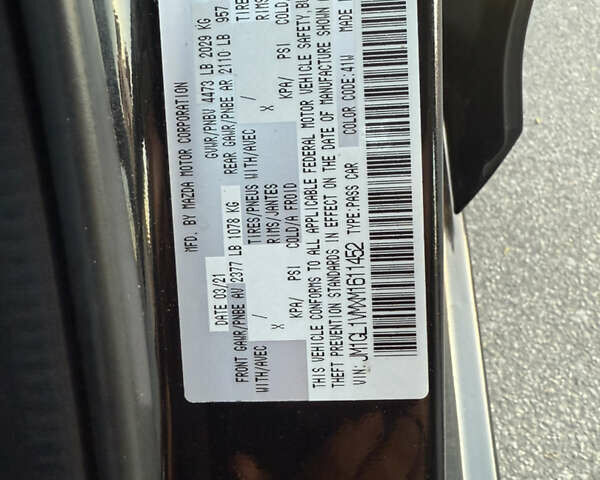 MFD. BY MAZDA MOTOR CORPORATION
DATE 03/21 GVWR/PNBV 4473 LB 2029 KG
FRONT GAWR/PNBE AV 2377 LB 1078 KG REAR GAWR/PNBE AR 2110 LB 957
WITH/AVEC / TIRES/PNEUS WITH/AVEC / TIRE
X RIMS/JANTES X RIMS
KPA/ PSI COLD/A FROID KPA/ PSI COLD/
THIS VEHICLE CONFORMS TO ALL APPLICABLE FEDERAL MOTOR VEHICLE SAFETY, BU
THEFT PREVENTION STANDARDS IN EFFECT ON THE DATE OF MANUFACTURE SHOWN
COLOR CODE:41W MADE I
VIN: JM1GL1WMXM1611452 TYPE:PASS CAR